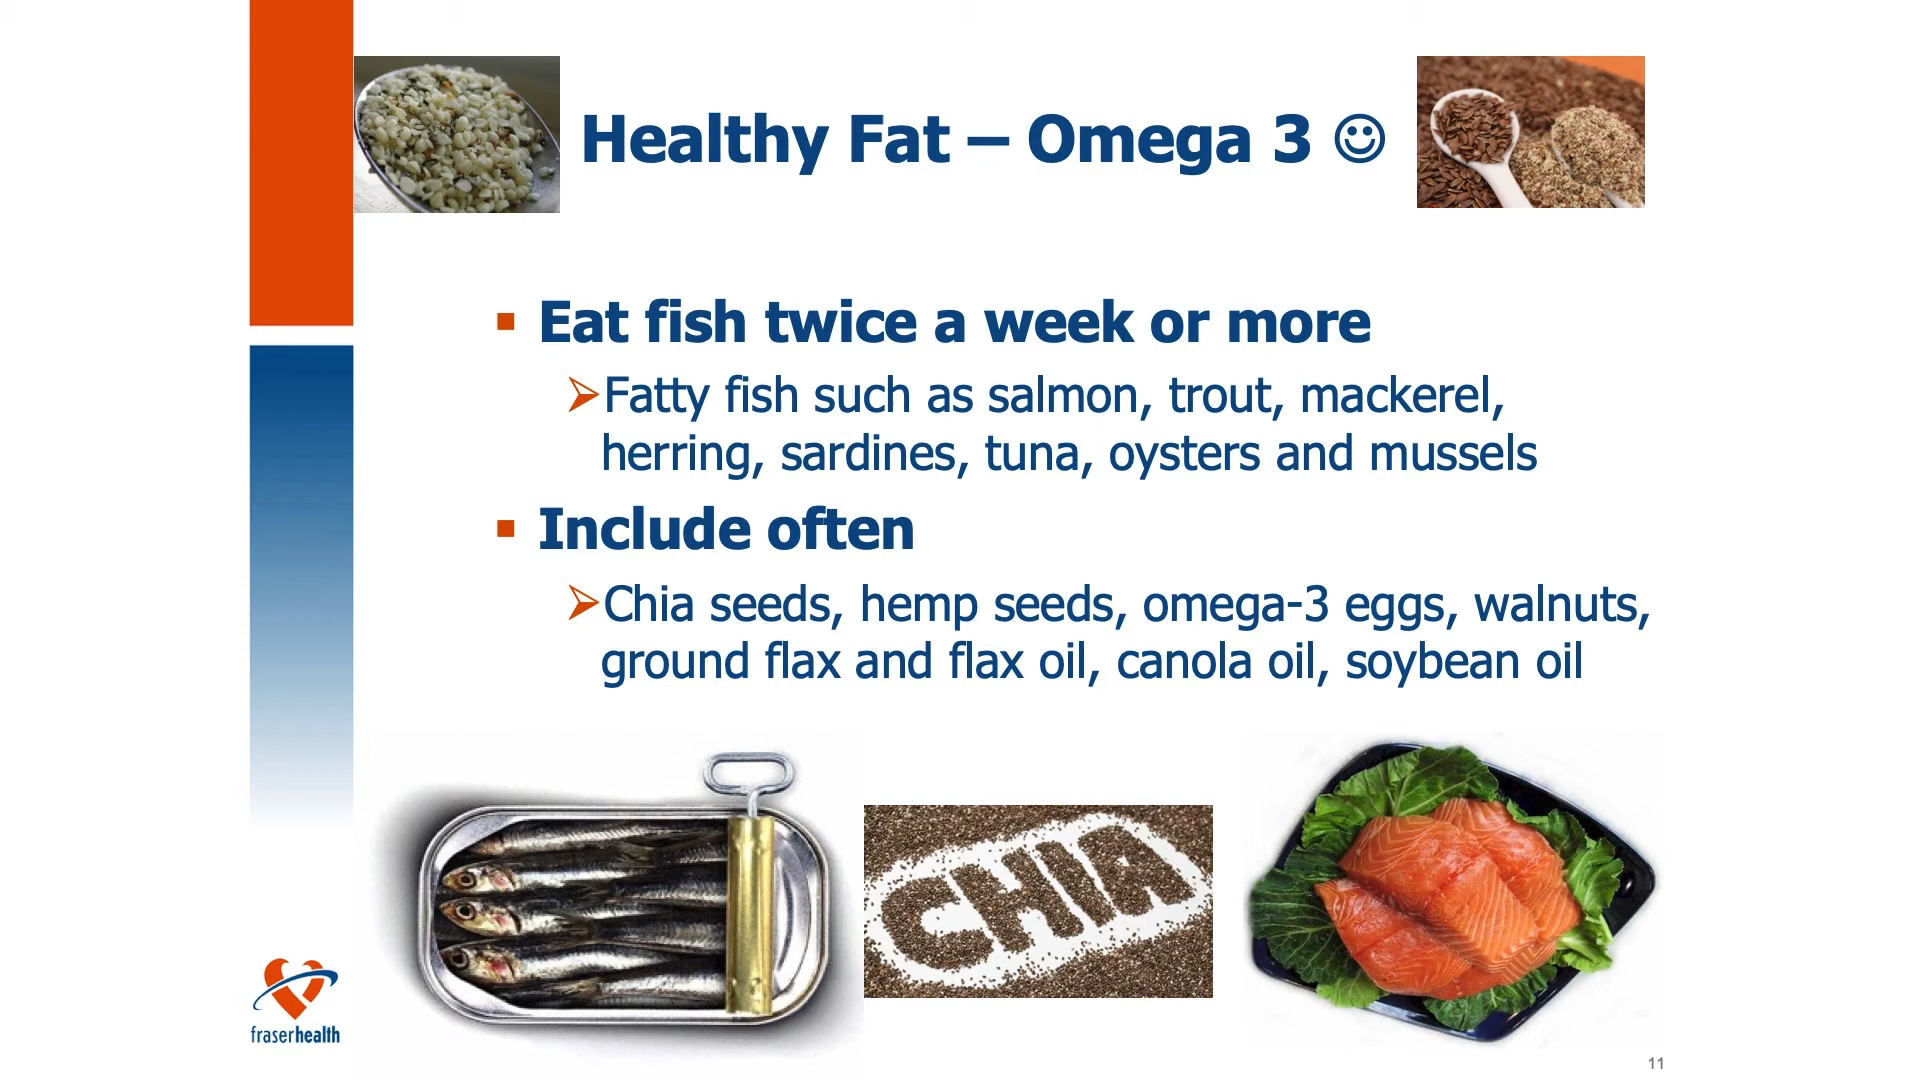 Healthy Fat – Omega 3 ☺
▪ Eat fish twice a week or more
➢Fatty fish such as salmon, trout, mackerel,
herring, sardines, tuna, oysters and mussels
▪ Include often
➢Chia seeds, hemp seeds, omega-3 eggs, walnuts,
ground flax and flax oil, canola oil, soybean oil
CHIA
fraserhealth
11